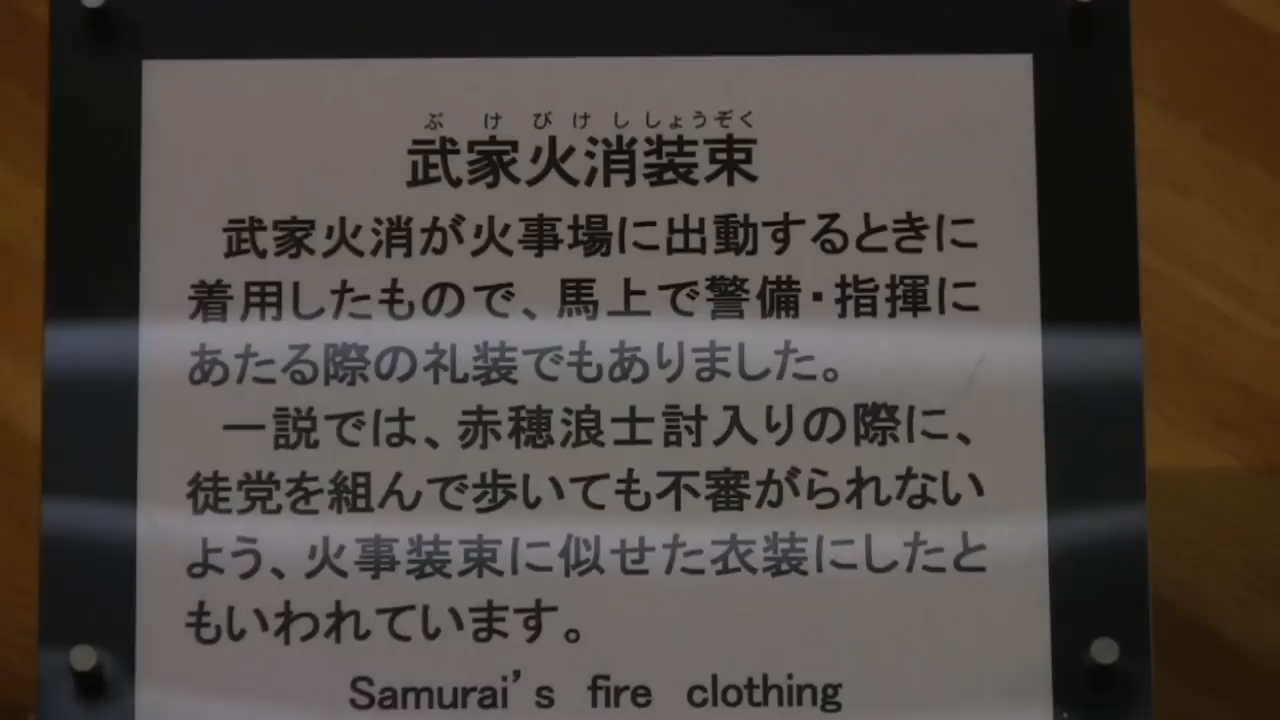 ぶけびけししょうぞく
武家火消装束
武家火消が火事場に出動するときに
着用したもので、馬上で警備・指揮に
あたる際の礼装でもありました。
一説では、赤穂浪士討入りの際に、
徒党を組んで歩いても不審がられない
よう、火事装束に似せた衣装にしたと
もいわれています。
Samurai's fire clothing